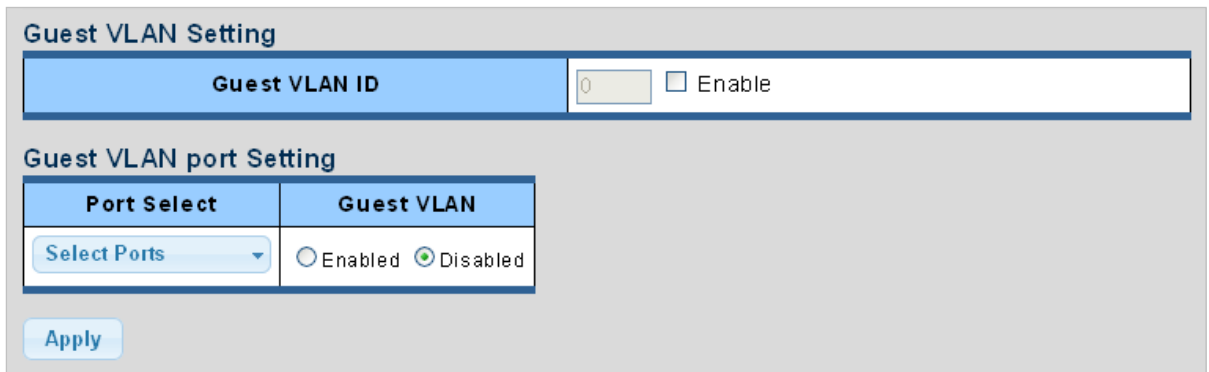 Guest VLAN Setting
Guest VLAN ID
0
Enable
Guest VLAN port Setting
Port Select
Guest VLAN
Select Ports
Enabled
Disabled
Apply